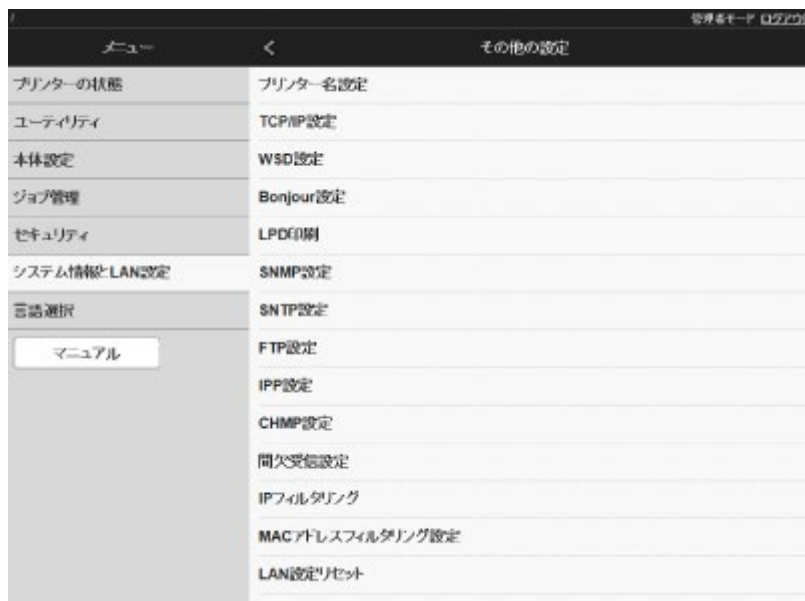 管理者モード ログアウト
メニュー
< その他の設定
プリンターの状態
ユーティリティ
本体設定
ジョブ管理
セキュリティ
システム情報とLAN設定
言語選択
マニュアル
プリンター名設定
TCP/IP設定
WSD設定
Bonjour設定
LPD印刷
SNMP設定
SNTP設定
FTP設定
IPP設定
CHMP設定
間欠受信設定
IPフィルタリング
MACアドレスフィルタリング設定
LAN設定リセット